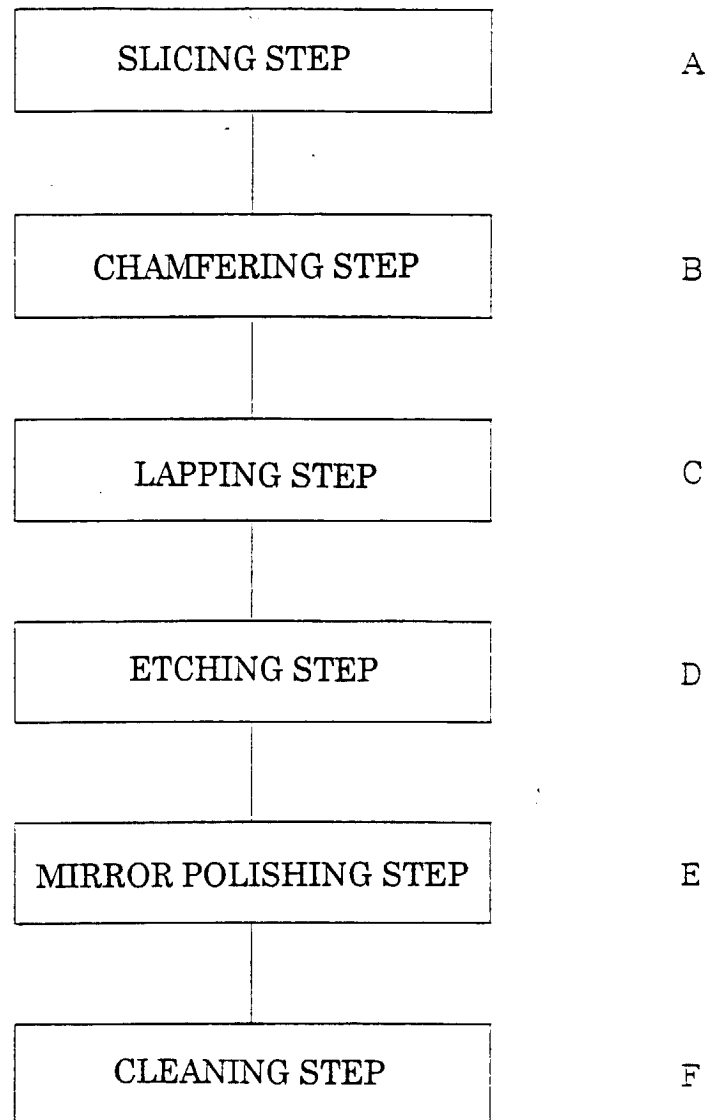 SLICING STEP A
CHAMFERING STEP B
LAPPING STEP C
ETCHING STEP D
MIRROR POLISHING STEP E
CLEANING STEP F